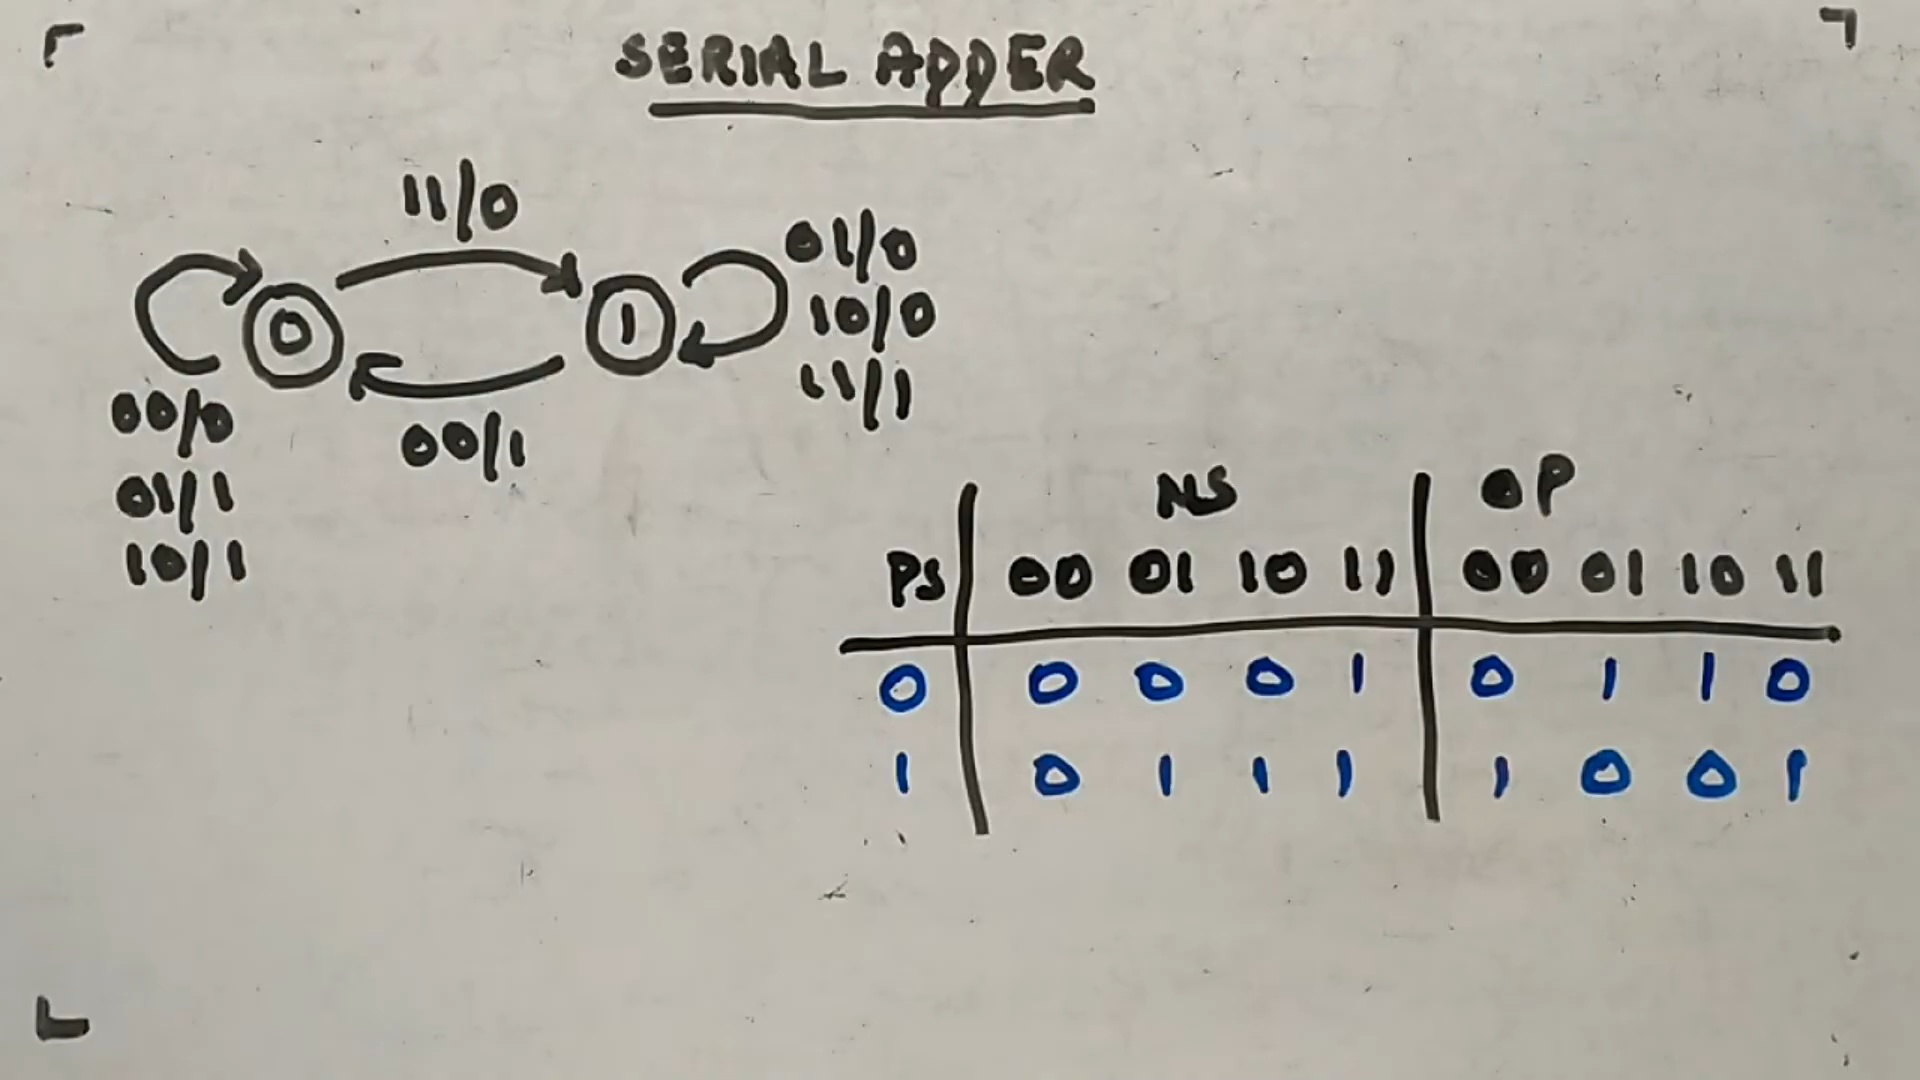 SERIAL ADDER
11/0
01/0
10/0
11/1
0
1
00/0
01/1
10/1
00/1
NS OP
PS 00 01 10 11 00 01 10 11
0 0 0 0 1 0 1 1 0
1 0 1 1 1 1 0 0 1